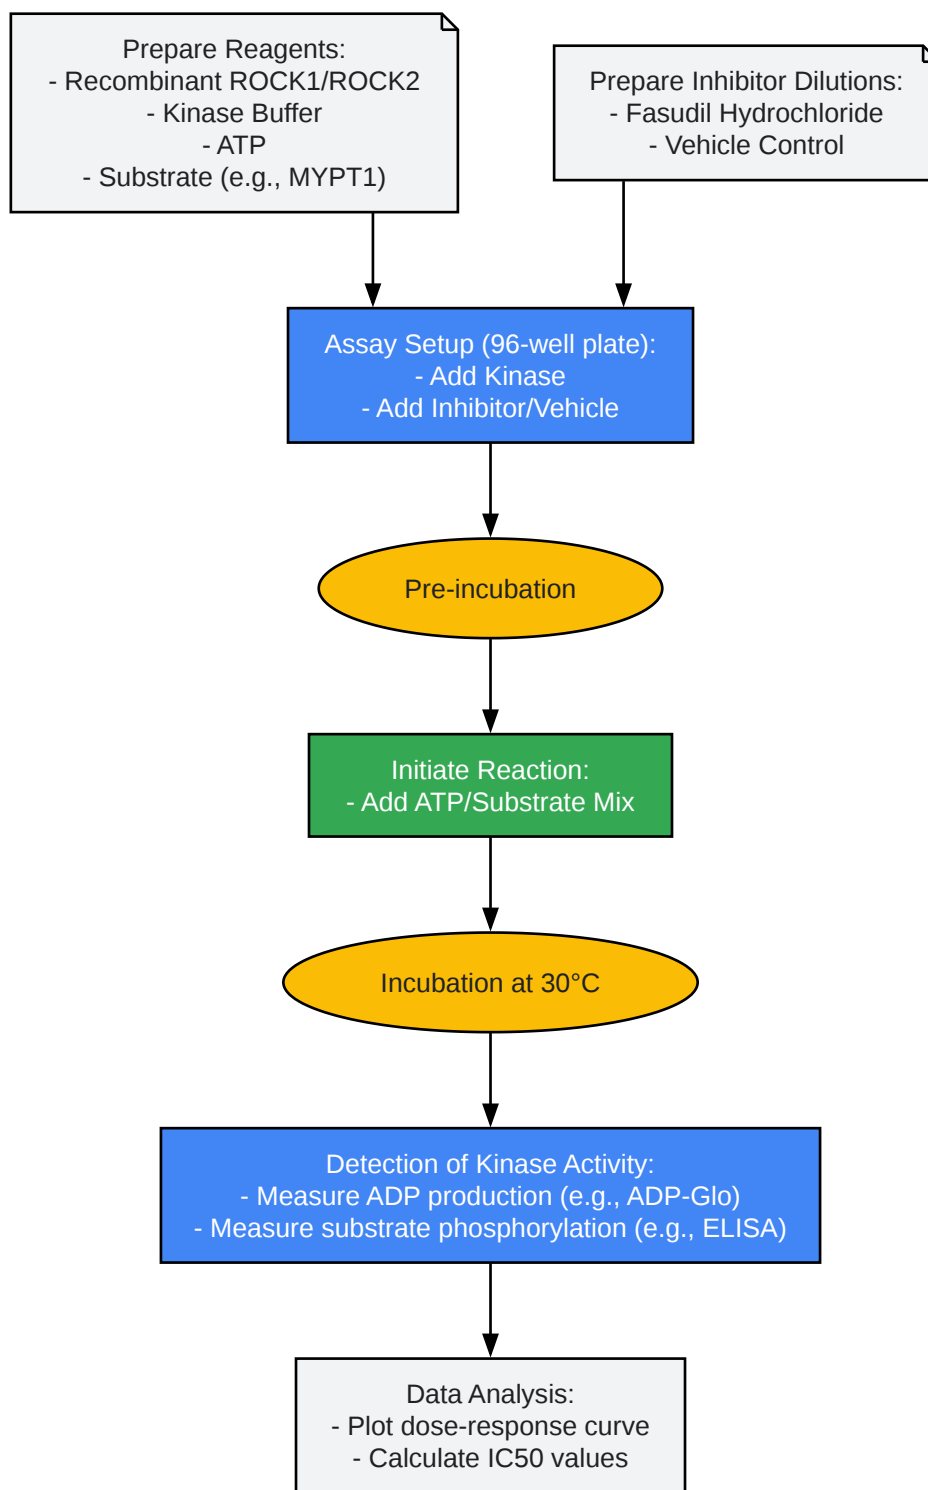 Prepare Reagents:
- Recombinant ROCK1/ROCK2
- Kinase Buffer
- ATP
- Substrate (e.g., MYPT1)
Prepare Inhibitor Dilutions:
- Fasudil Hydrochloride
- Vehicle Control
Assay Setup (96-well plate):
- Add Kinase
- Add Inhibitor/Vehicle
Pre-incubation
Initiate Reaction:
- Add ATP/Substrate Mix
Incubation at 30°C
Detection of Kinase Activity:
- Measure ADP production (e.g., ADP-Glo)
- Measure substrate phosphorylation (e.g., ELISA)
Data Analysis:
- Plot dose-response curve
- Calculate IC50 values